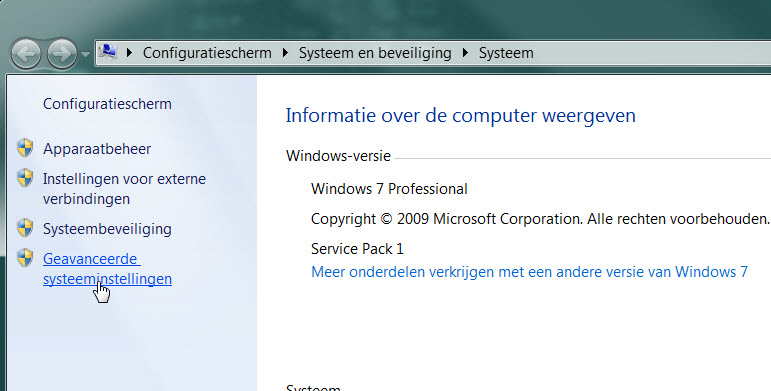 Configuratiescherm Systeem en beveiliging Systeem
Configuratiescherm
Apparaatbeheer
Instellingen voor externe
verbindingen
Systeembeveiliging
Geavanceerde
systeeminstellingen
Informatie over de computer weergeven
Windows-versie
Windows 7 Professional
Copyright © 2009 Microsoft Corporation. Alle rechten voorbehouden.
Service Pack 1
Meer onderdelen verkrijgen met een andere versie van Windows 7
Systeem